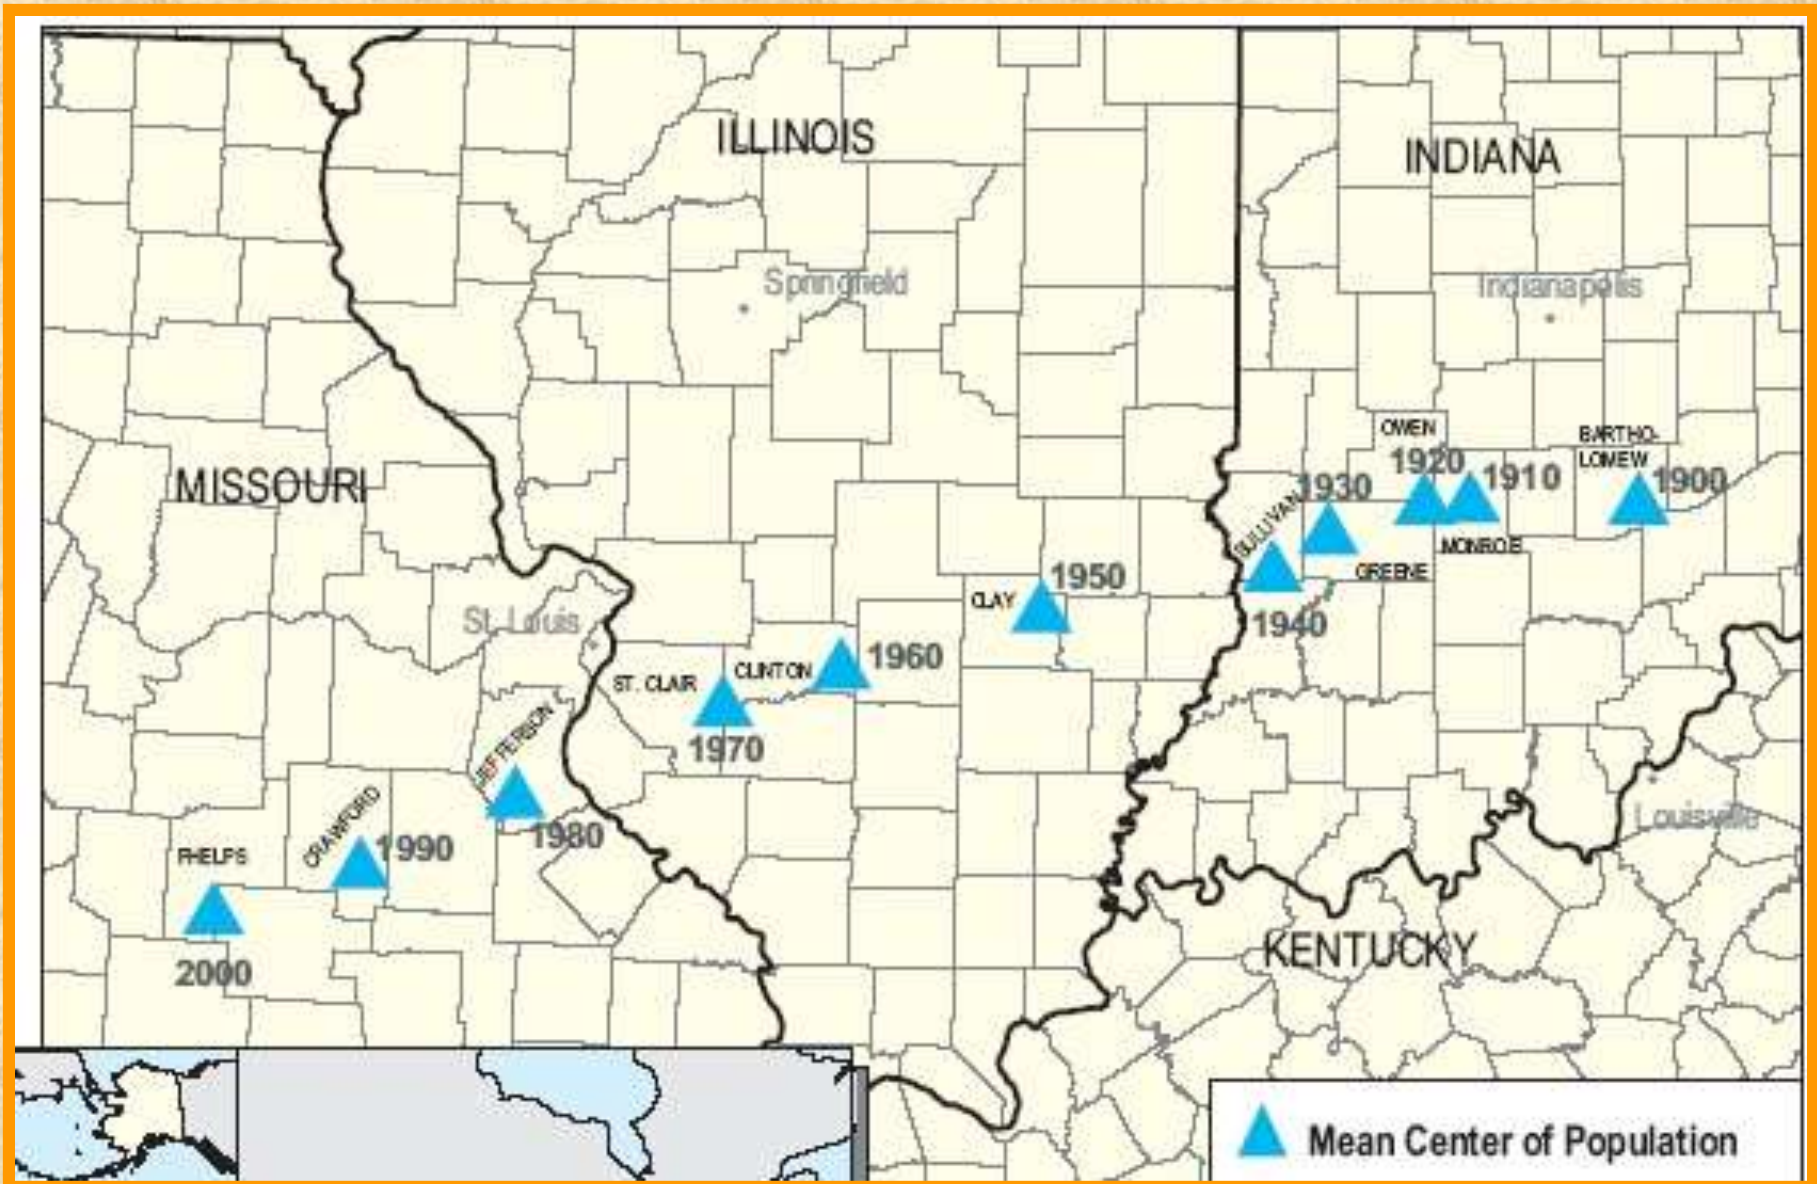 ILLINOIS
INDIANA
Springfield
Indianapolis
OWEN
BARTHO-
LOMEW
1920
1910
1900
1930
MISSOURI
SULLIVAN
MONROE
GREENE
1950
CLAY
1940
St. Louis
1960
CLINTON
ST. CLAIR
1970
JEFFERSON
1980
Louisville
CRAWFORD
1990
PHELPS
2000
KENTUCKY
Mean Center of Population